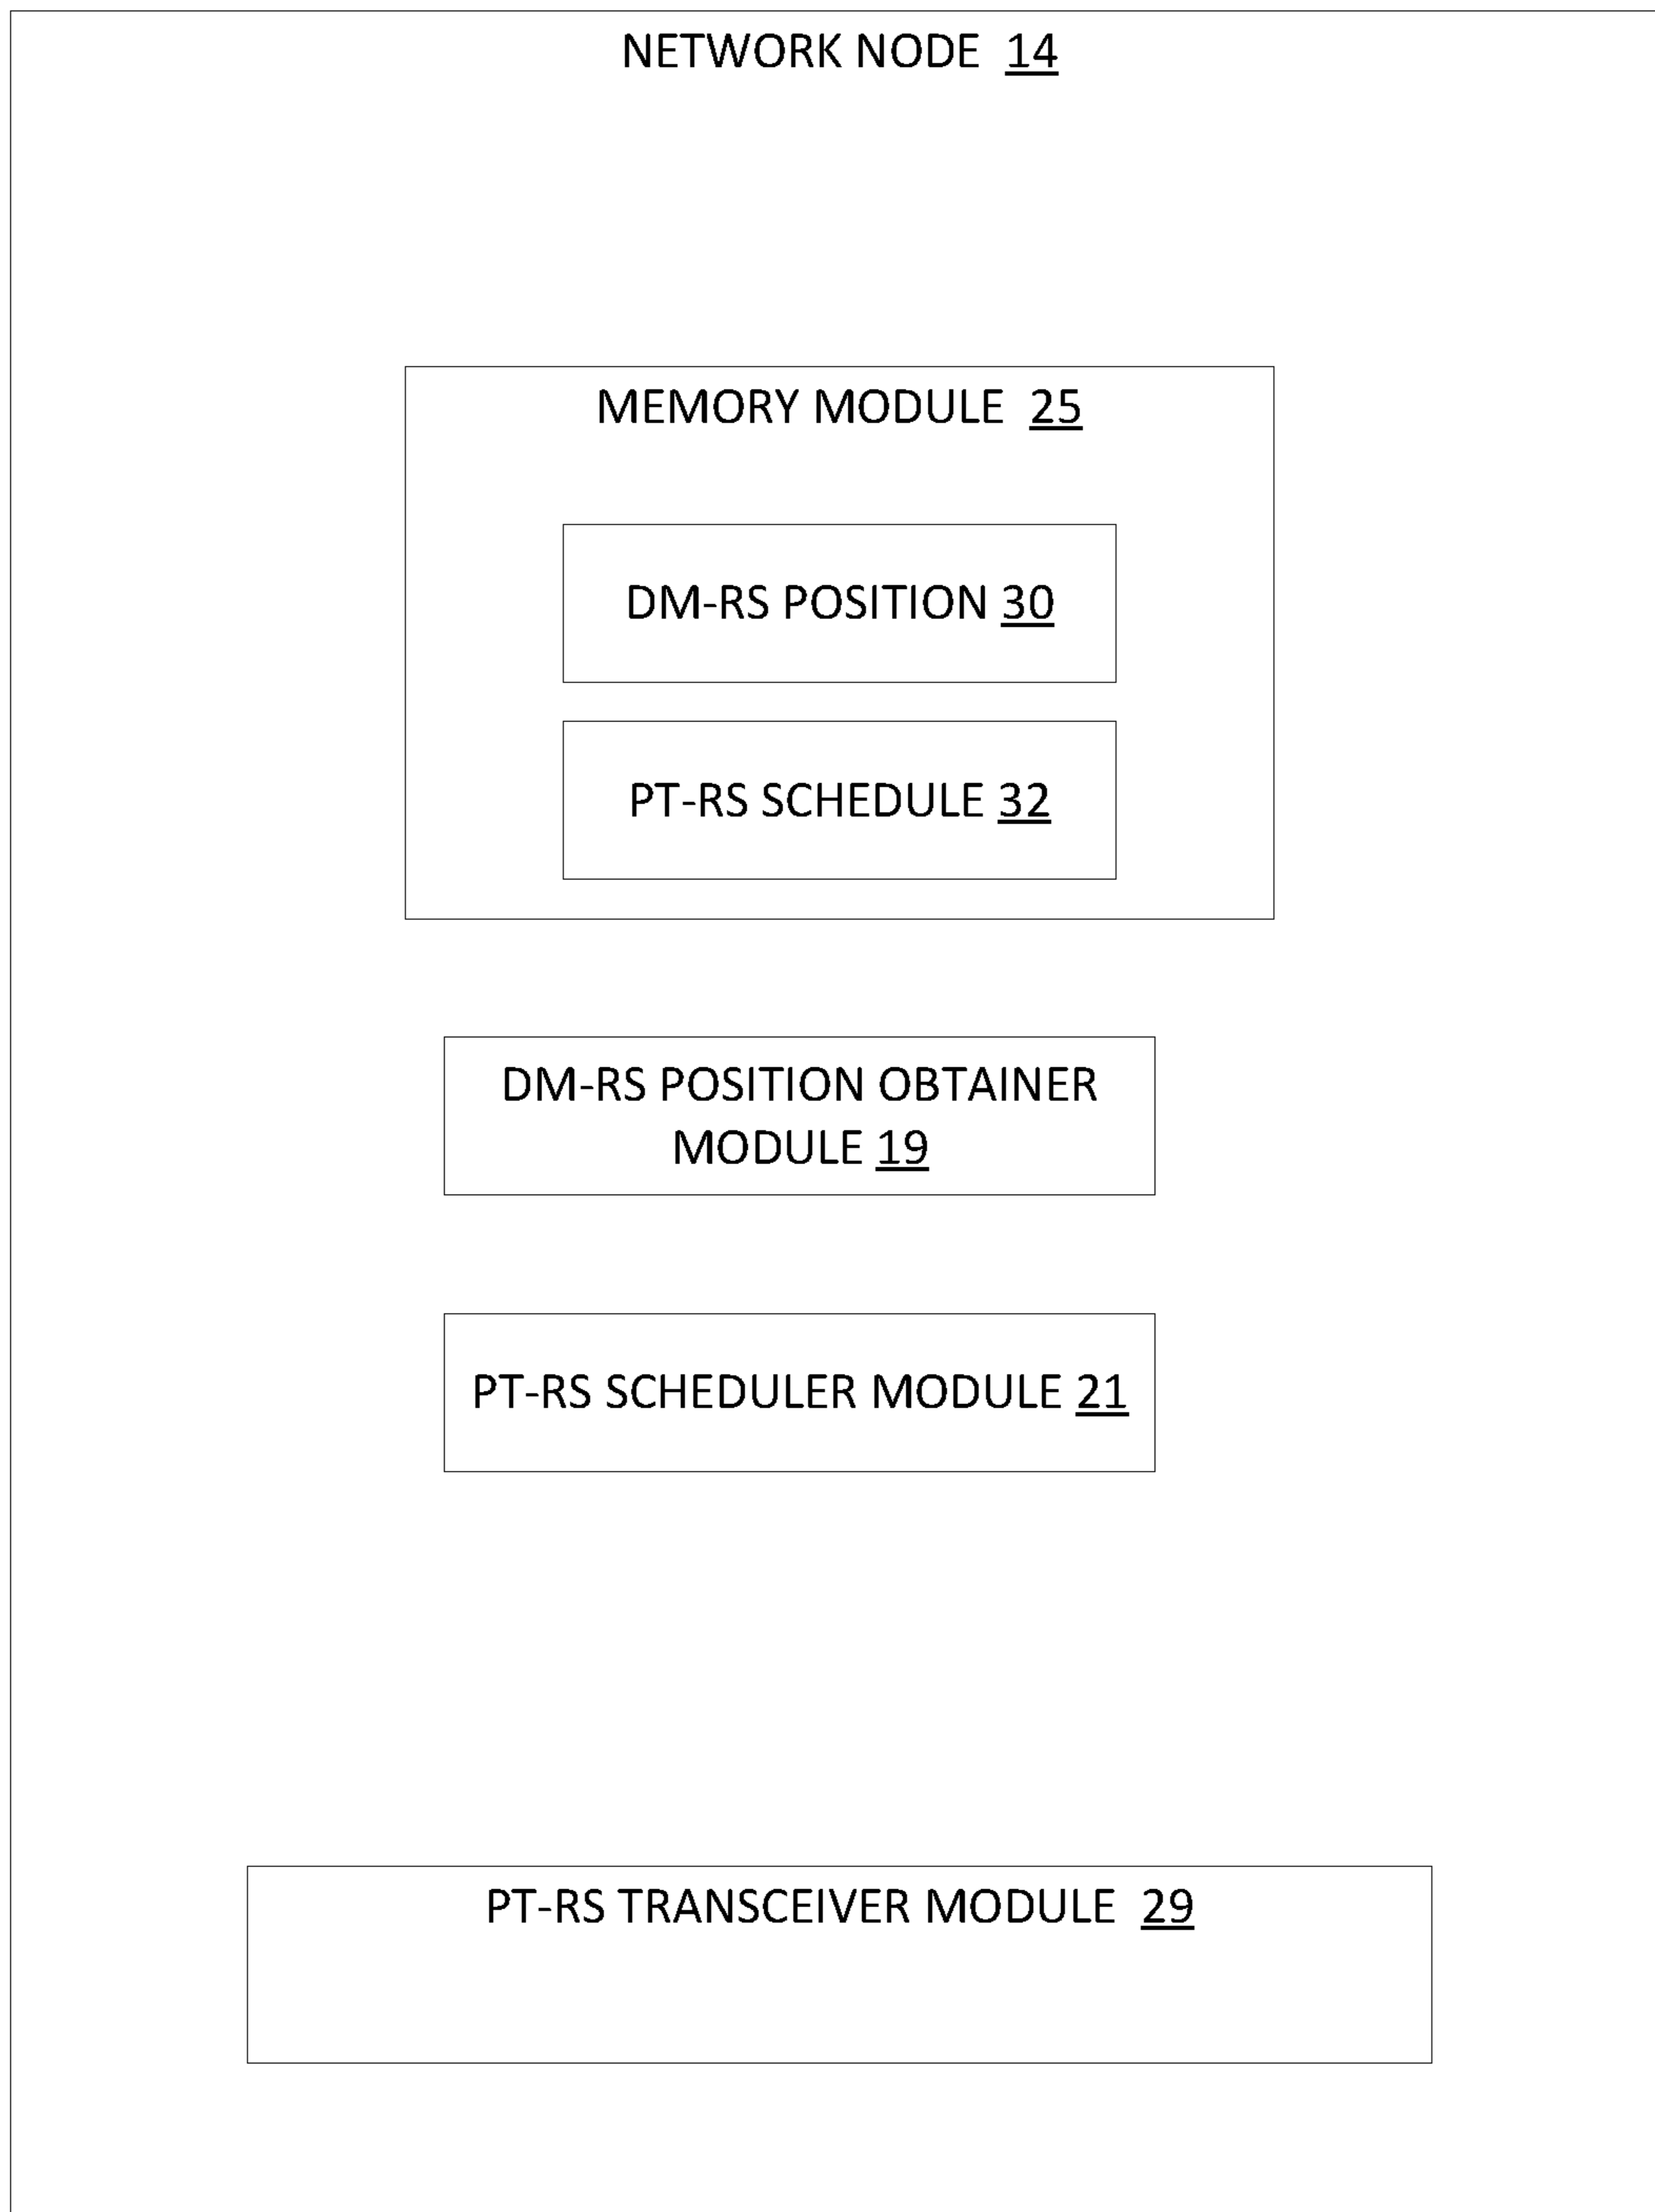 NETWORK NODE 14
MEMORY MODULE 25
DM-RS POSITION 30
PT-RS SCHEDULE 32
DM-RS POSITION OBTAINER
MODULE 19
PT-RS SCHEDULER MODULE 21
PT-RS TRANSCEIVER MODULE 29